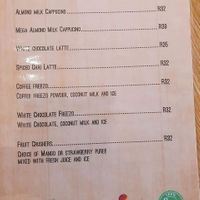 Almond milk Cappucino R32
Mega Almond Milk Cappucino R39
White chocolate latte R35
Spiced Chai Latte R32
Coffee freezo R32
Coffee freezo powder, coconut milk and ice
White Chocolate Freezo R32
White Chocolate, coconut milk and ice
Fruit Crushers R32
Choice of Mango or strawberry puree
mixed with fresh juice and ice